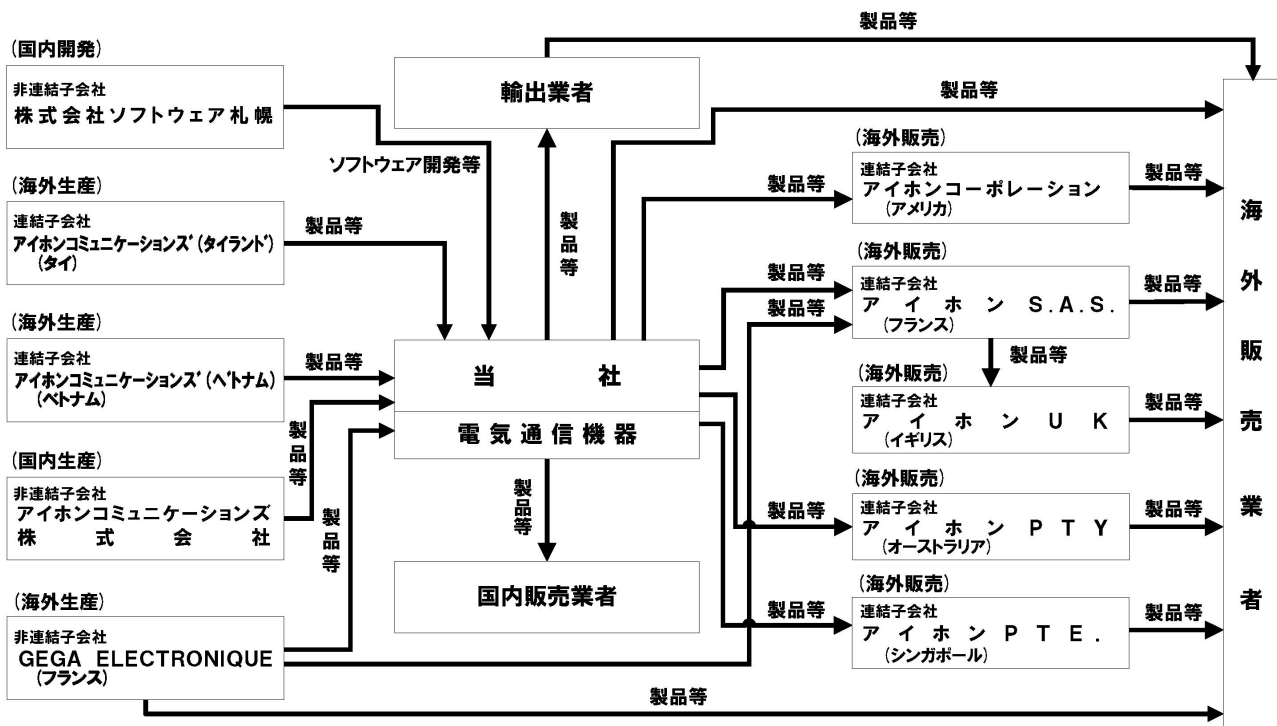 (国内開発)
非連結子会社
株式会社ソフトウェア札幌
ソフトウェア開発等
(海外生産)
連結子会社
アイホンコミュニケーションズ(タイランド)
(タイ)
製品等
(海外生産)
連結子会社
アイホンコミュニケーションズ(ベトナム)
(ベトナム)
製品等
(国内生産)
非連結子会社
アイホンコミュニケーションズ
株式会社
製品等
(海外生産)
非連結子会社
GEGA ELECTRONIQUE
(フランス)
製品等
輸出業者
製品等
製品等
当社
電気通信機器
製品等
国内販売業者
製品等
(海外販売)
連結子会社
アイホンコーポレーション
(アメリカ)
製品等
製品等
(海外販売)
連結子会社
アイホン S.A.S.
(フランス)
製品等
製品等
製品等
製品等
(海外販売)
連結子会社
アイホン UK
(イギリス)
製品等
(海外販売)
連結子会社
アイホン PTY
(オーストラリア)
製品等
製品等
(海外販売)
連結子会社
アイホン PTE.
(シンガポール)
製品等
製品等
製品等
海外販売業者